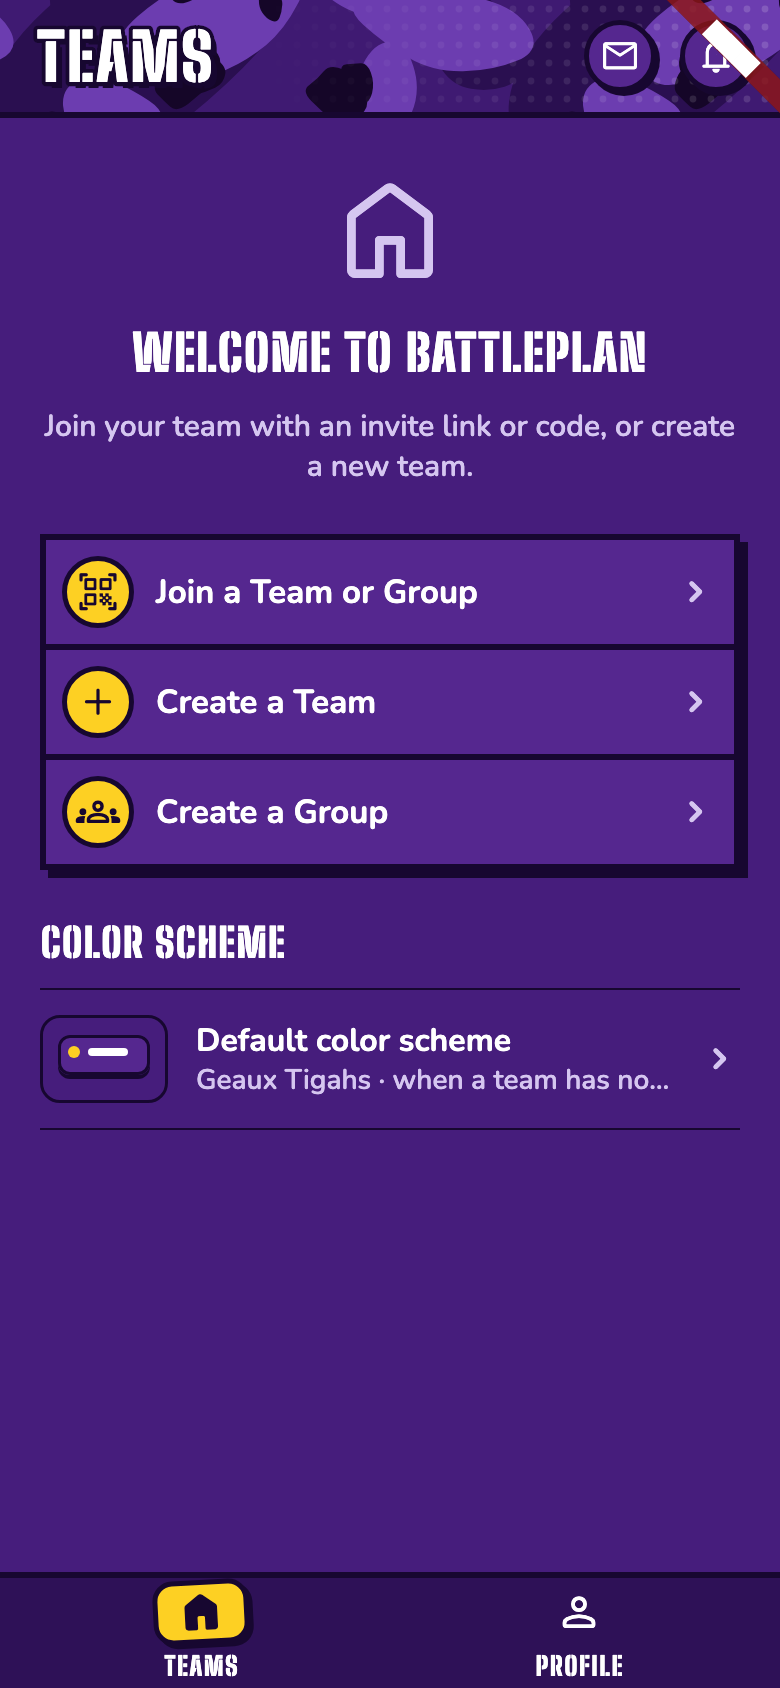 TEAMS
WELCOME TO BATTLEPLAN
Join your team with an invite link or code, or create
a new team.
Join a Team or Group
Create a Team
Create a Group
COLOR SCHEME
Default color scheme
Geaux Tigahs · when a team has no...
TEAMS
PROFILE